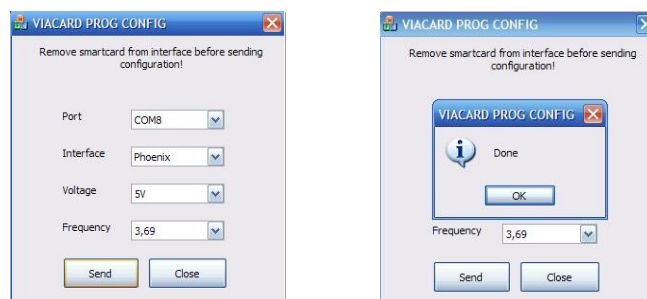 VIACARD PROG CONFIG
Remove smartcard from interface before sending
configuration!
Port
COM8
Interface
Phoenix
Voltage
5V
Frequency
3,69
Send
Close
VIACARD PROG CONFIG
Remove smartcard from interface before sending
configuration!
VIACARD PROG CONFIG
Done
OK
Frequency
3,69
Send
Close